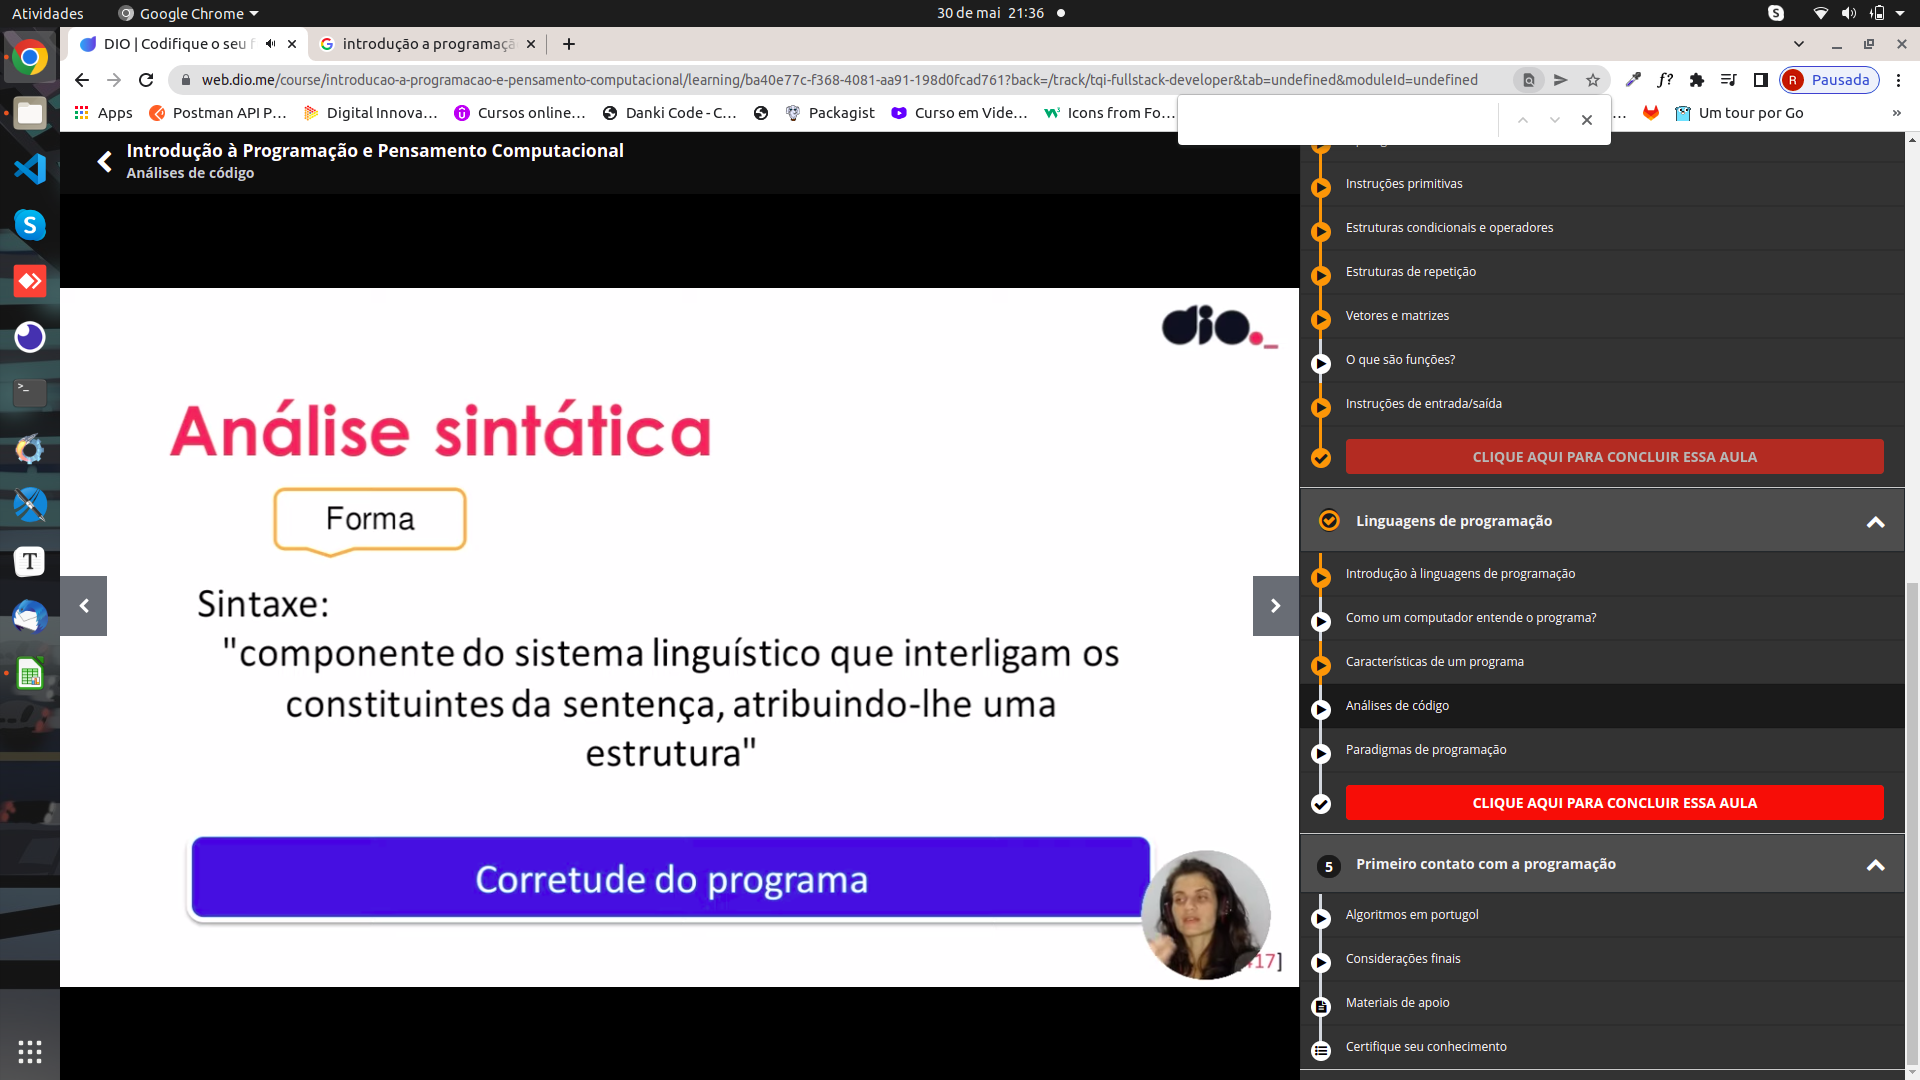 Atividades
Google Chrome
30 de mai 21:36
DIO | Codifique o seu f
introdução a programaçã
web.dio.me/course/introducao-a-programacao-e-pensamento-computacional/learning/ba40e77c-f368-4081-aa91-198d0fcad761?back=/track/tqi-fullstack-developer&tab=undefined&moduleId=undefined
f?
R
Pausada
Apps
Postman API P...
Digital Innova...
Cursos online...
Danki Code - C...
Packagist
Curso em Vide...
Icons from Fo...
...
Um tour por Go
»
Introdução à Programação e Pensamento Computacional
Análises de código
dio._
Análise sintática
Forma
Sintaxe:
"componente do sistema linguístico que interligam os
constituintes da sentença, atribuindo-lhe uma
estrutura"
Corretude do programa
17]
Instruções primitivas
Estruturas condicionais e operadores
Estruturas de repetição
Vetores e matrizes
O que são funções?
Instruções de entrada/saída
CLIQUE AQUI PARA CONCLUIR ESSA AULA
Linguagens de programação
Introdução à linguagens de programação
Como um computador entende o programa?
Características de um programa
Análises de código
Paradigmas de programação
CLIQUE AQUI PARA CONCLUIR ESSA AULA
5
Primeiro contato com a programação
Algoritmos em portugol
Considerações finais
Materiais de apoio
Certifique seu conhecimento